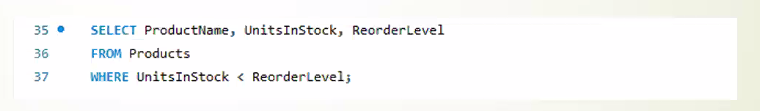 35 SELECT ProductName, UnitsInStock, ReorderLevel
36 FROM Products
37 WHERE UnitsInStock < ReorderLevel;